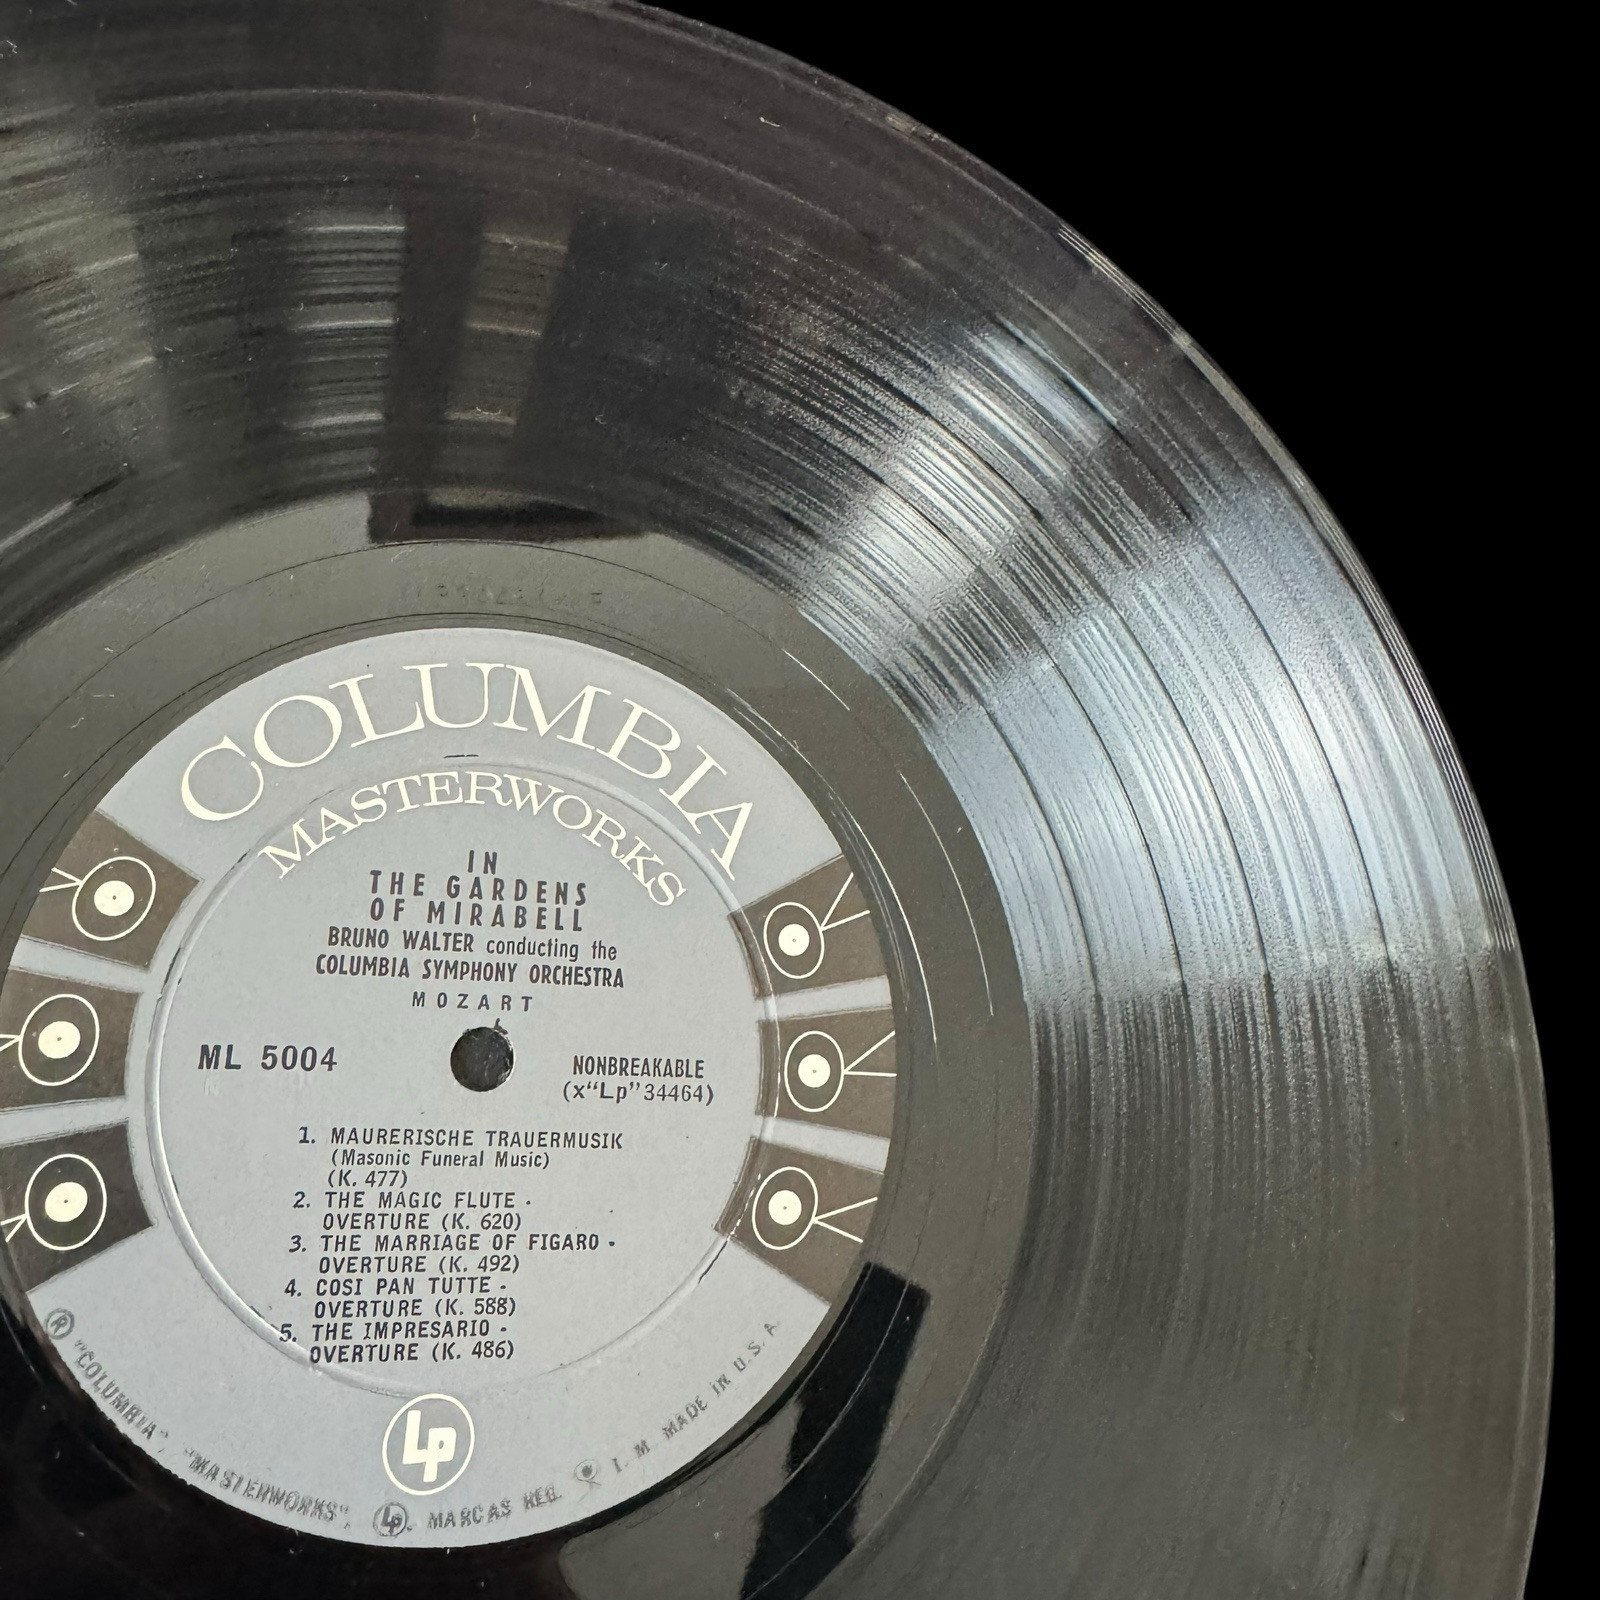 COLUMBIA
MASTERWORKS
IN
THE GARDENS
OF MIRABELL
BRUNO WALTER conducting the
COLUMBIA SYMPHONY ORCHESTRA
MOZART
ML 5004
NONBREAKABLE
(x“Lp”34464)
1. MAURERISCHE TRAUERMUSIK
(Masonic Funeral Music)
(K. 477)
2. THE MAGIC FLUTE -
OVERTURE (K. 620)
3. THE MARRIAGE OF FIGARO -
OVERTURE (K. 492)
4. COSI PAN TUTTE -
OVERTURE (K. 588)
5. THE IMPRESARIO -
OVERTURE (K. 486)
Lp
® "COLUMBIA", "MASTERWORKS", Lp, MARCAS REG. T. M. MADE IN U.S.A.